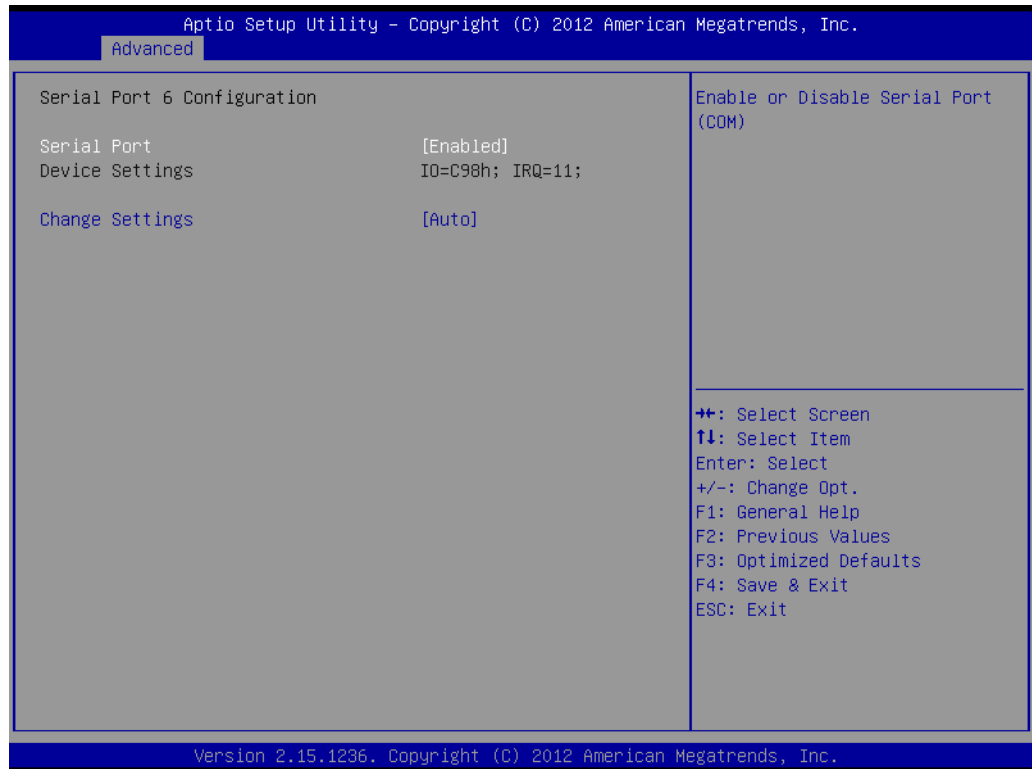 Aptio Setup Utility – Copyright (C) 2012 American Megatrends, Inc.
Advanced
Serial Port 6 Configuration
Serial Port [Enabled]
Device Settings IO=C98h; IRQ=11;
Change Settings [Auto]
Enable or Disable Serial Port
(COM)
→←: Select Screen
↑↓: Select Item
Enter: Select
+/-: Change Opt.
F1: General Help
F2: Previous Values
F3: Optimized Defaults
F4: Save & Exit
ESC: Exit
Version 2.15.1236. Copyright (C) 2012 American Megatrends, Inc.